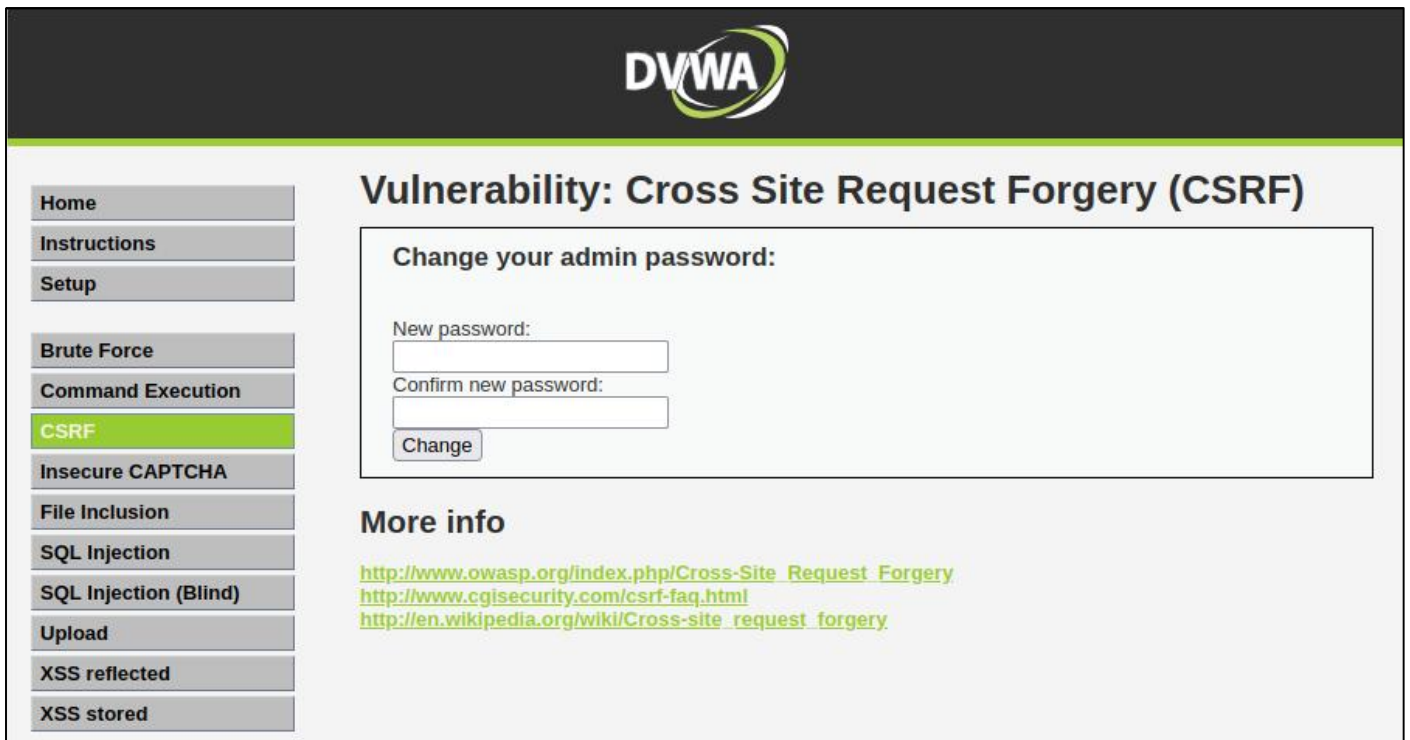 DVWA
Home
Instructions
Setup
Brute Force
Command Execution
CSRF
Insecure CAPTCHA
File Inclusion
SQL Injection
SQL Injection (Blind)
Upload
XSS reflected
XSS stored
Vulnerability: Cross Site Request Forgery (CSRF)
Change your admin password:
New password:
Confirm new password:
Change
More info
http://www.owasp.org/index.php/Cross-Site_Request_Forgery
http://www.cgisecurity.com/csrf-faq.html
http://en.wikipedia.org/wiki/Cross-site_request_forgery